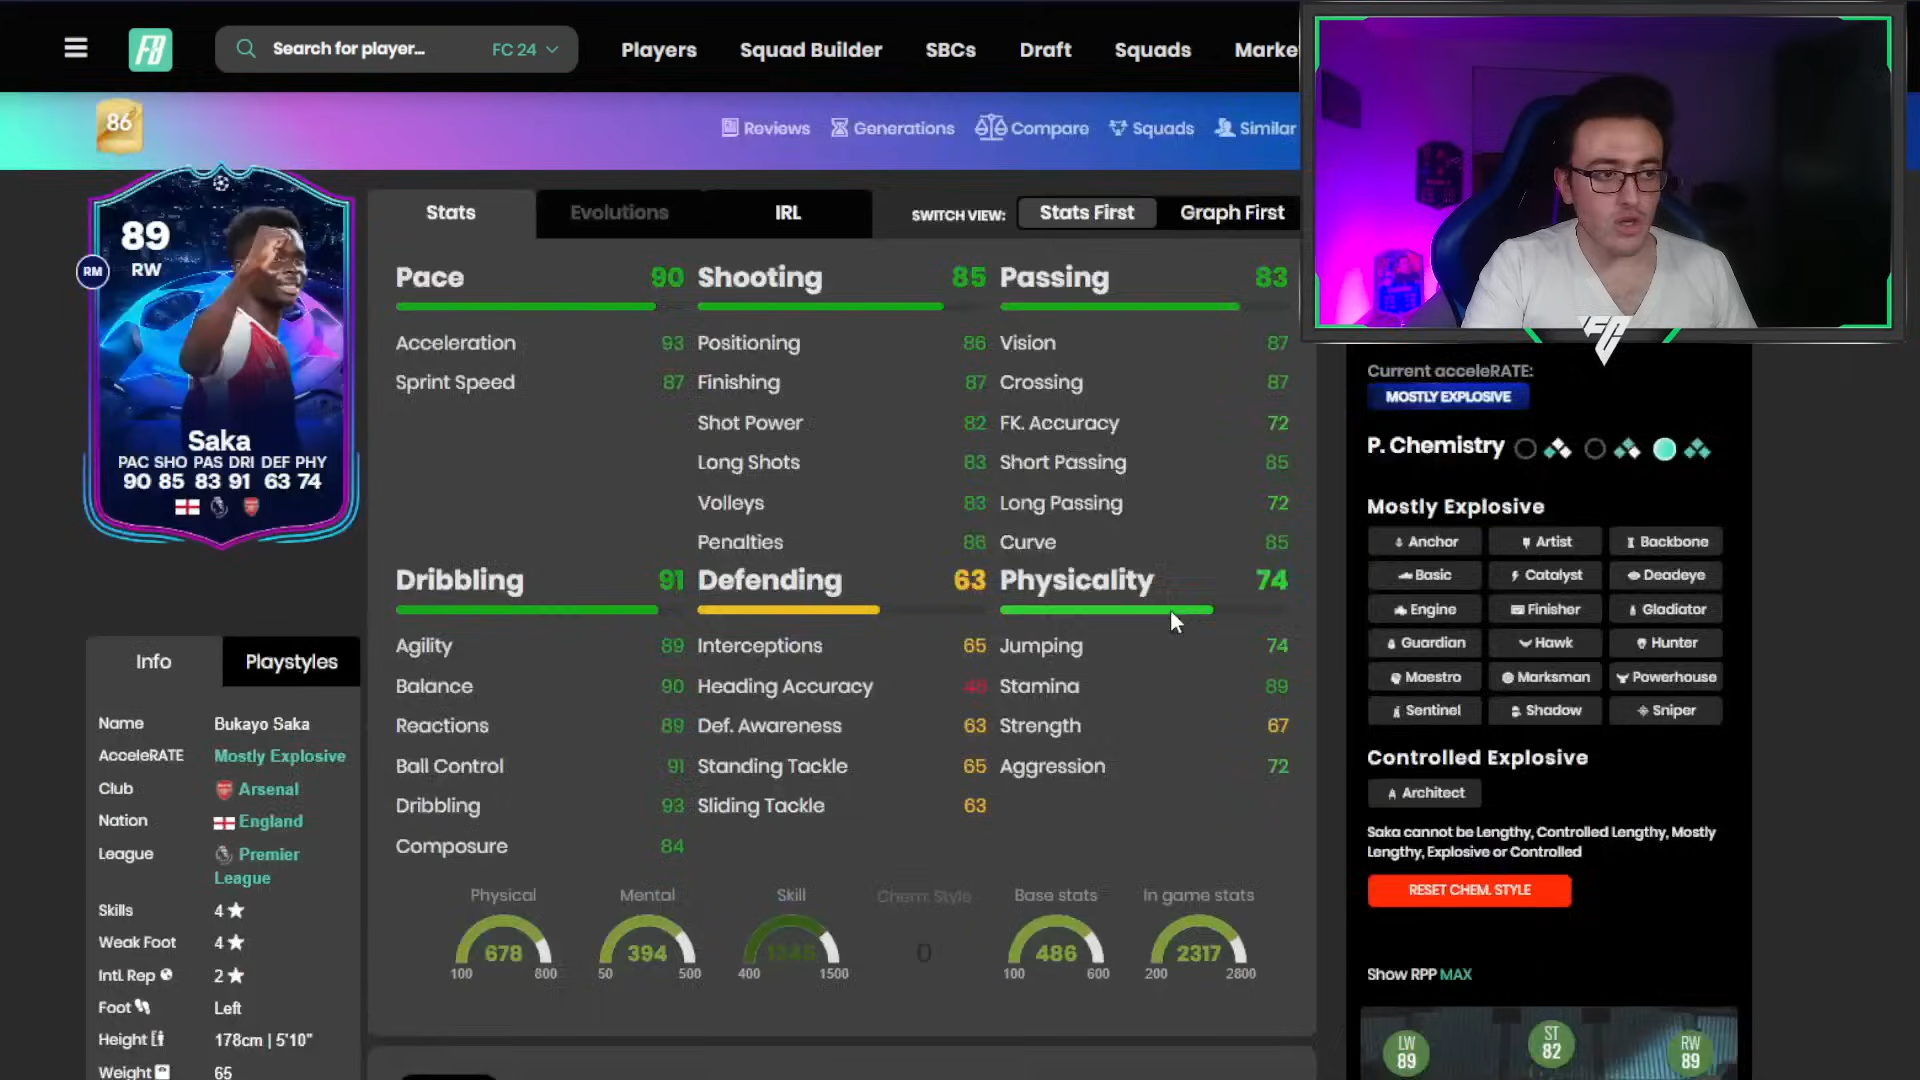 Search for player... FC 24
Players Squad Builder SBCs Draft Squads Marke
86
Reviews Generations Compare Squads Similar
89
RW
RM
Saka
PAC SHO PAS DRI DEF PHY
90 85 83 91 63 74
Stats Evolutions IRL SWITCH VIEW: Stats First Graph First
Pace 90 Shooting 85 Passing 83
Acceleration 93 Positioning 86 Vision 87
Sprint Speed 87 Finishing 87 Crossing 87
Shot Power 82 FK. Accuracy 72
Long Shots 83 Short Passing 85
Volleys 83 Long Passing 72
Penalties 86 Curve 85
Dribbling 91 Defending 63 Physicality 74
Agility 89 Interceptions 65 Jumping 74
Balance 90 Heading Accuracy Stamina 89
Reactions 89 Def. Awareness 63 Strength 67
Ball Control 91 Standing Tackle 65 Aggression 72
Dribbling 93 Sliding Tackle 63
Composure 84
Physical Mental Skill Chem. Style Base stats In game stats
678 394 0 486 2317
100 800 50 500 400 1500 100 600 200 2800
Info Playstyles
Name Bukayo Saka
AcceleRATE Mostly Explosive
Club Arsenal
Nation England
League Premier
League
Skills 4
Weak Foot 4
Intl. Rep 2
Foot Left
Height 178cm | 5'10"
Weight 65
Current acceleRATE:
MOSTLY EXPLOSIVE
P. Chemistry
Mostly Explosive
Anchor Artist Backbone
Basic Catalyst Deadeye
Engine Finisher Gladiator
Guardian Hawk Hunter
Maestro Marksman Powerhouse
Sentinel Shadow Sniper
Controlled Explosive
Architect
Saka cannot be Lengthy, Controlled Lengthy, Mostly
Lengthy, Explosive or Controlled
RESET CHEM. STYLE
Show RPP MAX
LW ST RW
89 82 89